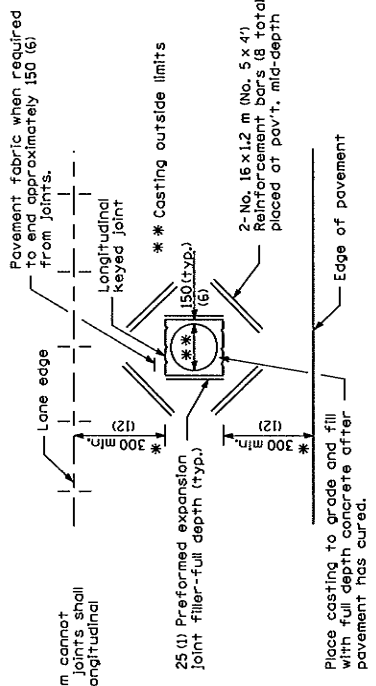 Pavement fabric when required
to end approximately 150 (6)
from joints.
Lane edge
Longitudinal
keyed joint
** Casting outside limits
m cannot
joints shall
ongitudinal
* 300 min.
(12)
25 (1) Preformed expansion
joint filler-full depth (typ.)
**
150 (typ.)
(6)
2- No. 16 x 1.2 m (No. 5 x 4')
Reinforcement bars (8 total
placed at pav't. mid-depth
* 300 min.
(12)
Edge of pavement
Place casting to grade and fill
with full depth concrete after
pavement has cured.